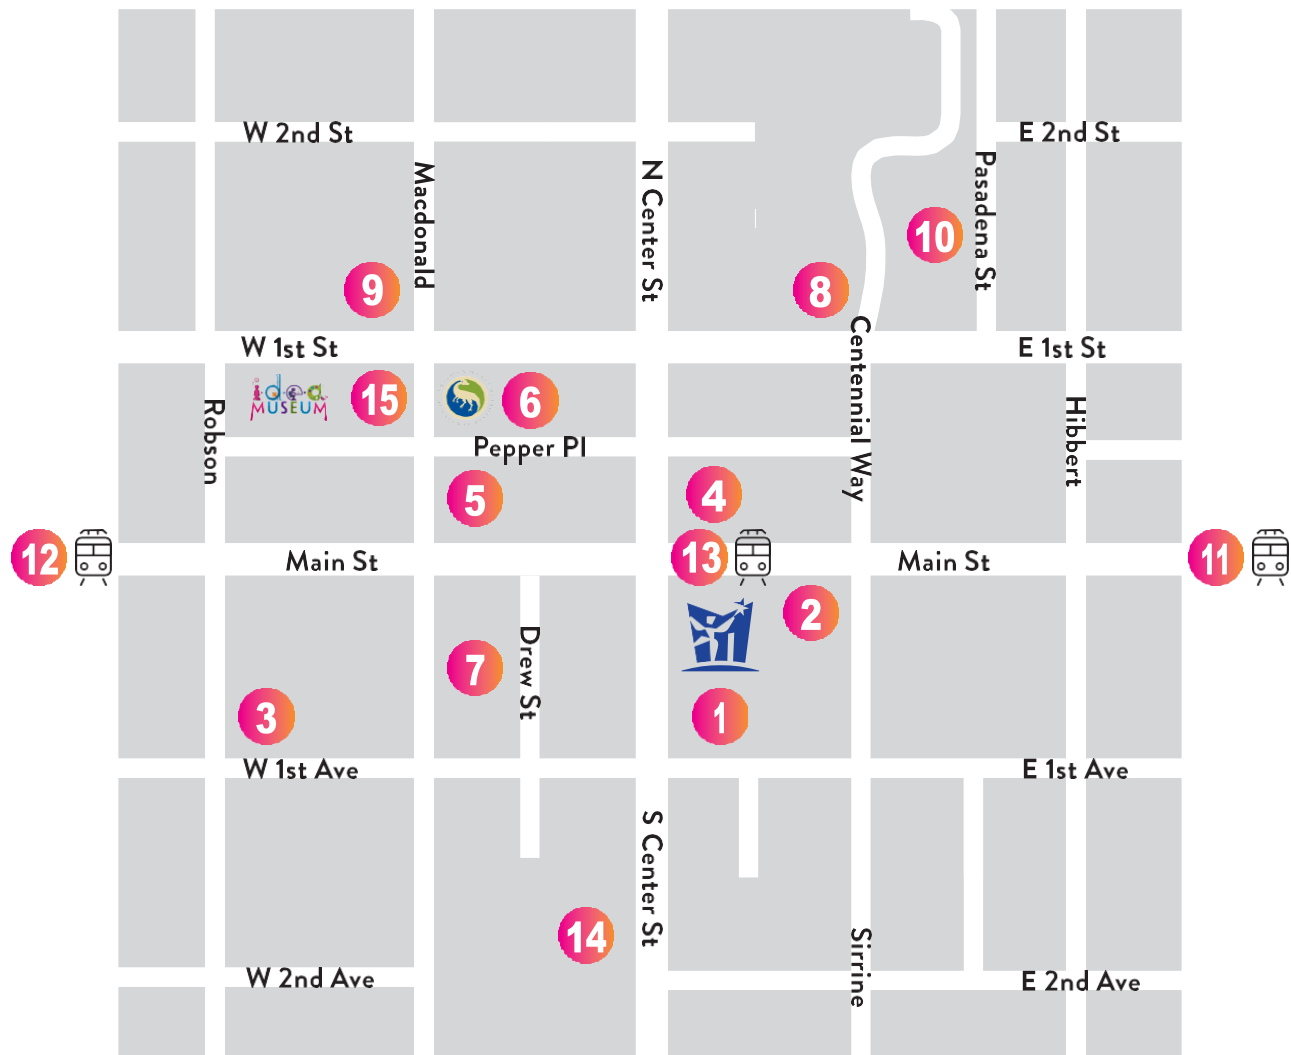 W 2nd St
E 2nd St
Macdonald
N Center St
Pasadena St
10
9
8
W 1st St
E 1st St
Centennial Way
idea
MUSEUM
15
6
Robson
Hibbert
Pepper Pl
5
4
12
Main St
13
Main St
11
2
7
Drew St
3
1
W 1st Ave
E 1st Ave
S Center St
14
Sirrine
W 2nd Ave
E 2nd Ave